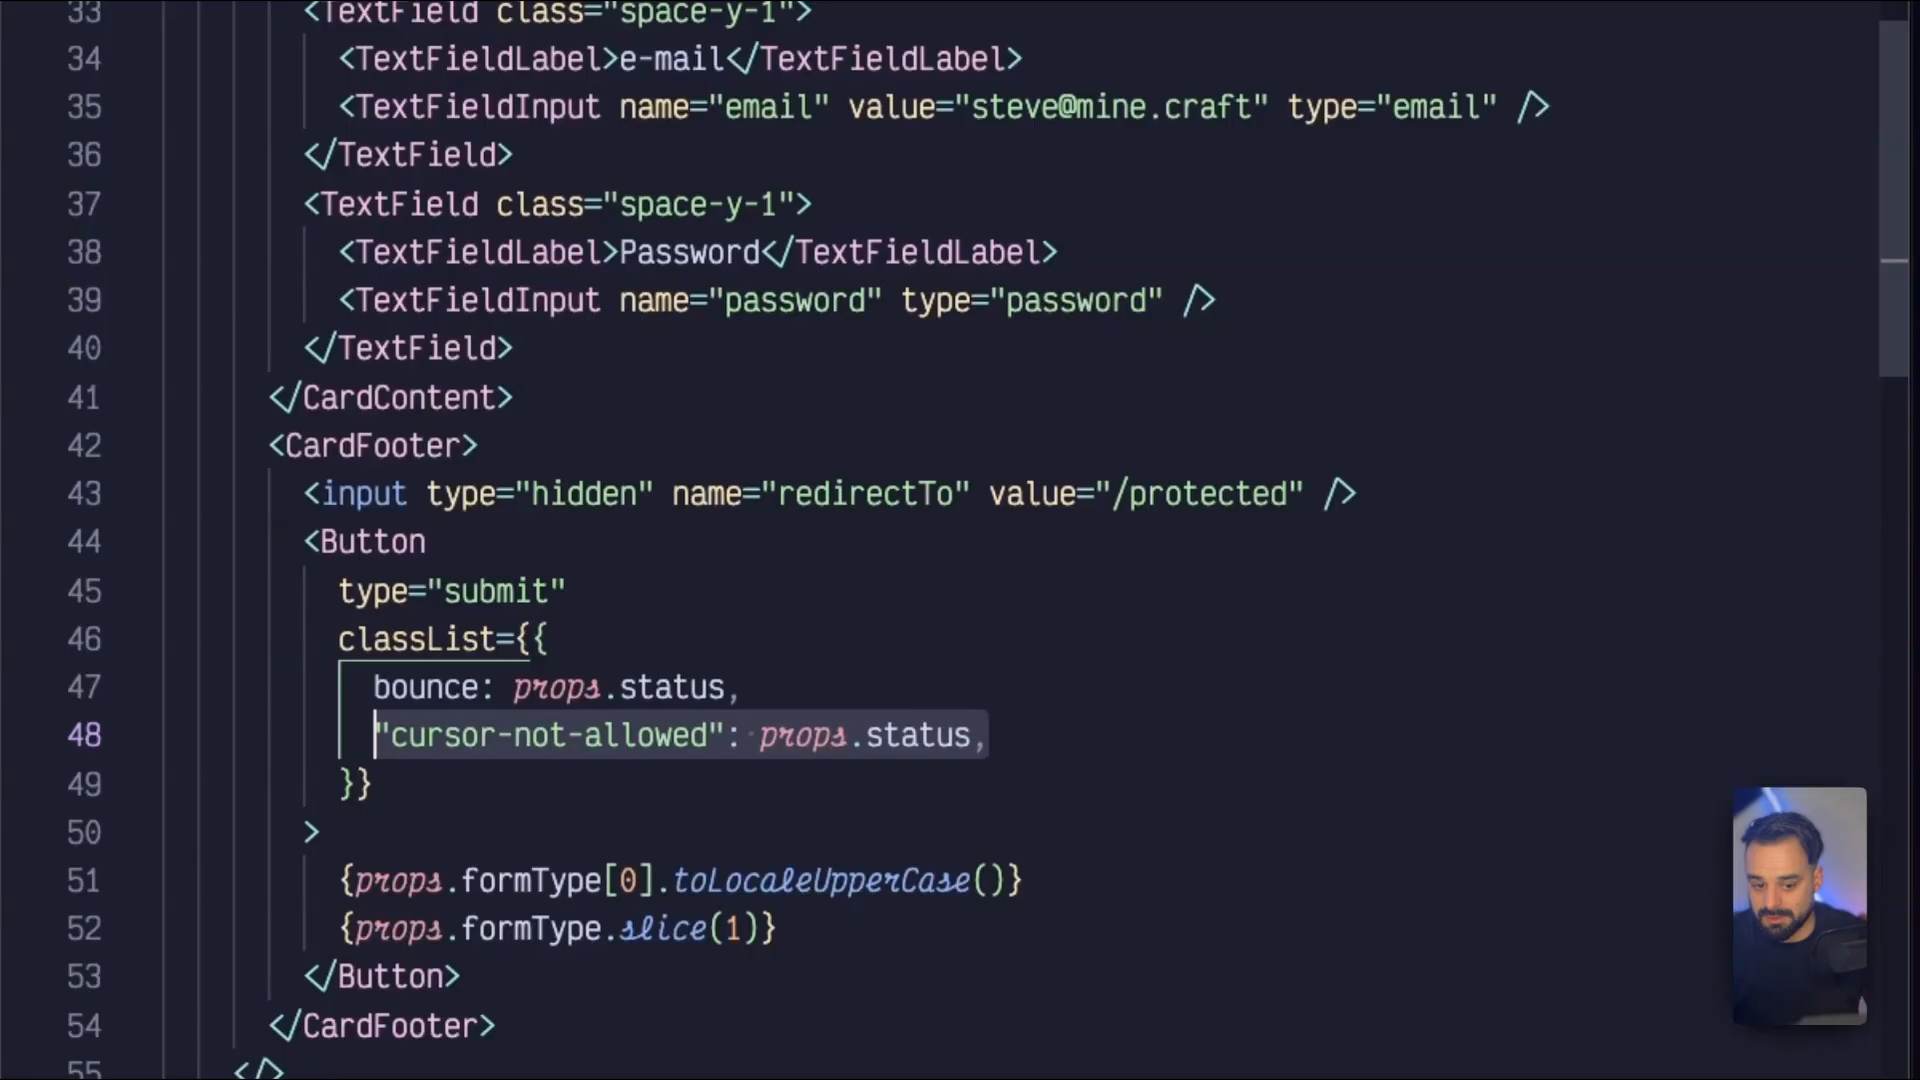 33 <TextField class="space-y-1">
34 <TextFieldLabel>e-mail</TextFieldLabel>
35 <TextFieldInput name="email" value="steve@mine.craft" type="email" />
36 </TextField>
37 <TextField class="space-y-1">
38 <TextFieldLabel>Password</TextFieldLabel>
39 <TextFieldInput name="password" type="password" />
40 </TextField>
41 </CardContent>
42 <CardFooter>
43 <input type="hidden" name="redirectTo" value="/protected" />
44 <Button
45 type="submit"
46 classList={{
47 bounce: props.status,
48 "cursor-not-allowed": props.status,
49 }}
50 >
51 {props.formType[0].toLocaleUpperCase()}
52 {props.formType.slice(1)}
53 </Button>
54 </CardFooter>
55 </>